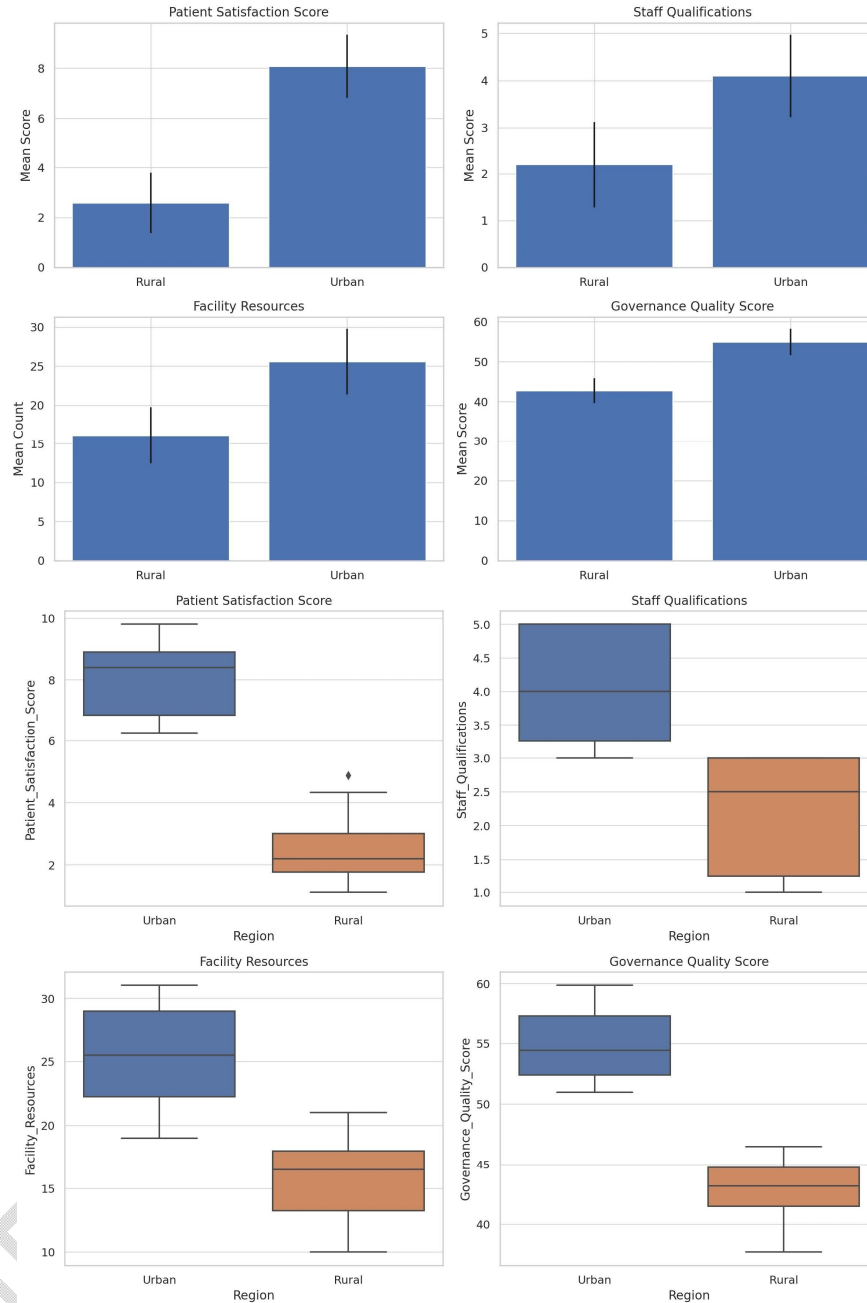 Patient Satisfaction Score
Mean Score
8
6
4
2
0
Rural Urban
Staff Qualifications
Mean Score
5
4
3
2
1
0
Rural Urban
Facility Resources
Mean Count
30
25
20
15
10
5
0
Rural Urban
Governance Quality Score
Mean Score
60
50
40
30
20
10
0
Rural Urban
Patient Satisfaction Score
Patient_Satisfaction_Score
10
8
6
4
2
Urban Rural
Region
Staff Qualifications
Staff_Qualifications
5.0
4.5
4.0
3.5
3.0
2.5
2.0
1.5
1.0
Urban Rural
Region
Facility Resources
Facility_Resources
30
25
20
15
10
Urban Rural
Region
Governance Quality Score
Governance_Quality_Score
60
55
50
45
40
Urban Rural
Region